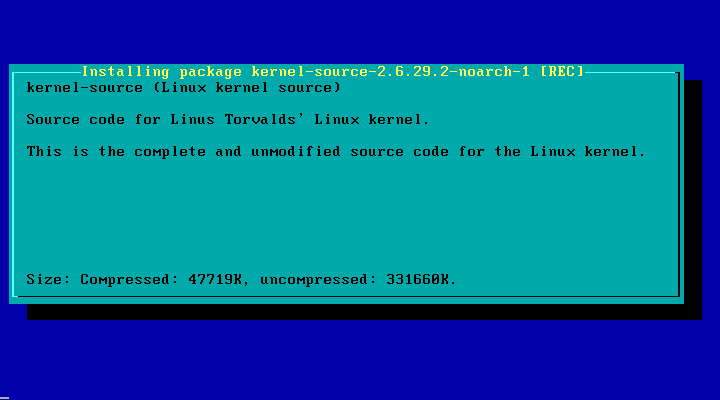 Installing package kernel-source-2.6.29.2-noarch-1 [REC]
kernel-source (Linux kernel source)
Source code for Linus Torvalds' Linux kernel.
This is the complete and unmodified source code for the Linux kernel.
Size: Compressed: 47719K, uncompressed: 331660K.